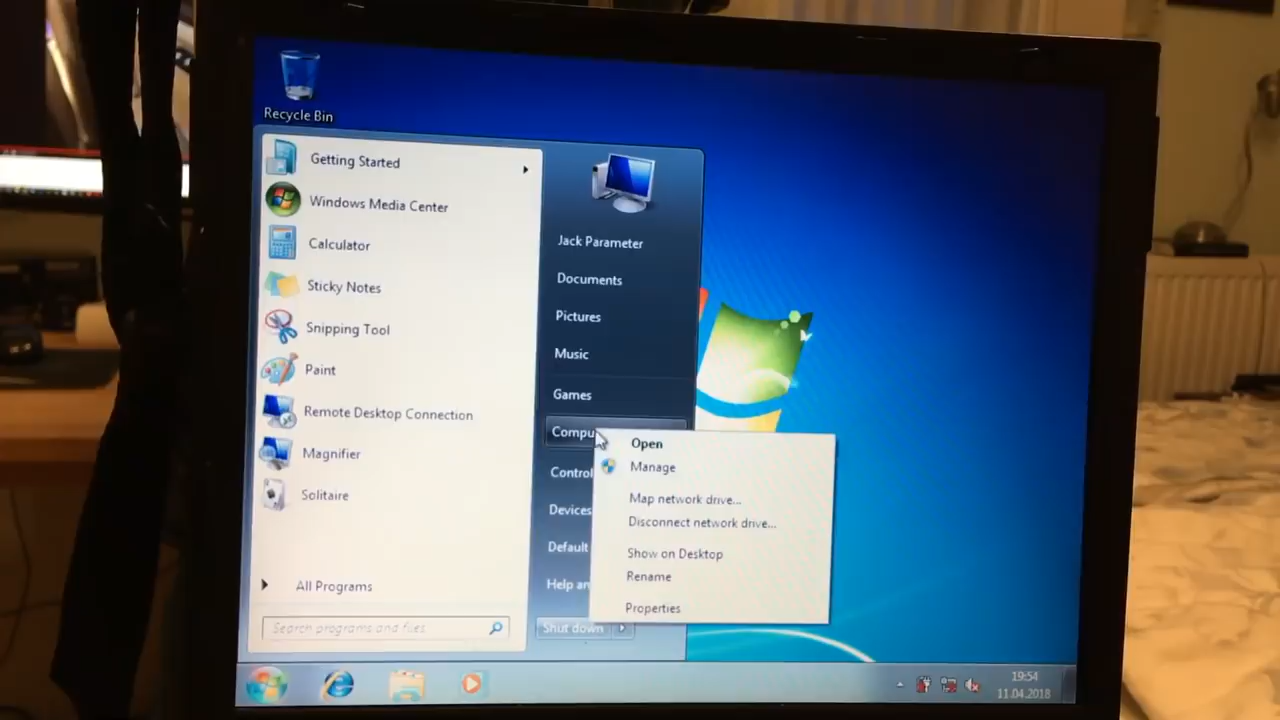 Recycle Bin
Getting Started
Windows Media Center
Calculator
Sticky Notes
Snipping Tool
Paint
Remote Desktop Connection
Magnifier
Solitaire
All Programs
Search programs and files
Jack Parameter
Documents
Pictures
Music
Games
Compu
Control
Devices
Default
Help an
Shut down
Open
Manage
Map network drive...
Disconnect network drive...
Show on Desktop
Rename
Properties
19:54
11.04.2018